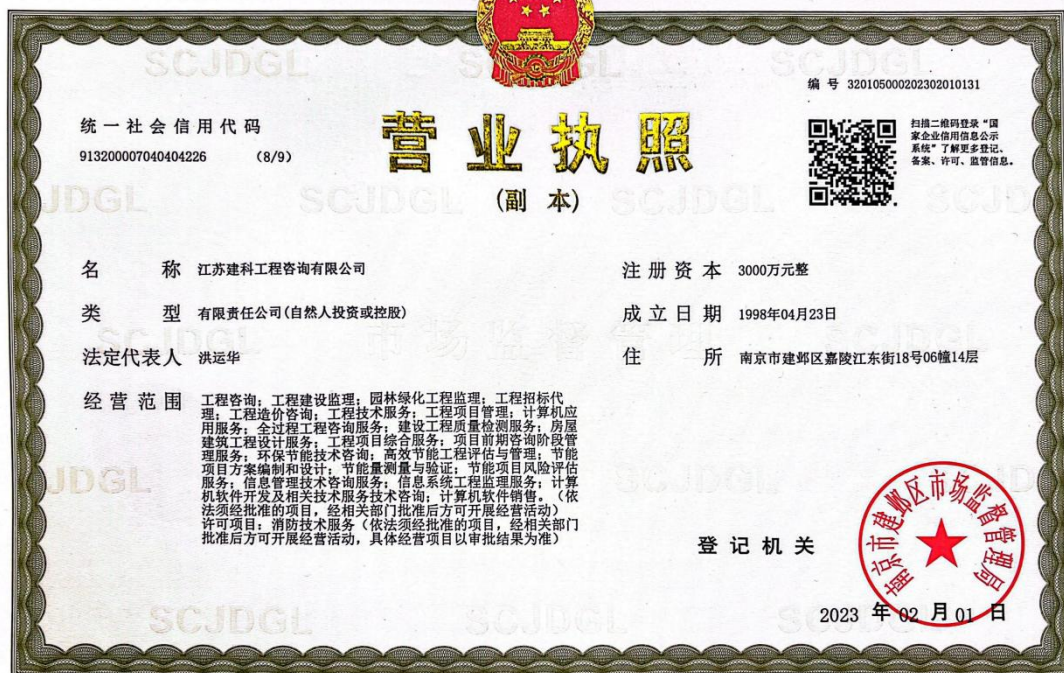 编 号 320105000202302010131
统一社会信用代码
913200007040404226 (8/9)
营业执照
(副 本)
扫描二维码登录“国
家企业信用信息公示
系统”了解更多登记、
备案、许可、监管信息。
名 称 江苏建科工程咨询有限公司
类 型 有限责任公司(自然人投资或控股)
法定代表人 洪运华
经营范围 工程咨询;工程建设监理;园林绿化工程监理;工程招标代
理;工程造价咨询;工程技术服务;工程项目管理;计算机应
用服务;全过程工程咨询服务;建设工程质量检测服务;房屋
建筑工程设计服务;工程项目综合服务;项目前期咨询阶段管
理服务;环保节能技术咨询;高效节能工程评估与管理;节能
项目方案编制和设计;节能量测量与验证;节能项目风险评估
服务;信息管理技术咨询服务;信息系统工程监理服务;计算
机软件开发及相关技术服务技术咨询;计算机软件销售。(依
法须经批准的项目,经相关部门批准后方可开展经营活动)
许可项目:消防技术服务(依法须经批准的项目,经相关部门
批准后方可开展经营活动,具体经营项目以审批结果为准)
注册资本 3000万元整
成立日期 1998年04月23日
住 所 南京市建邺区嘉陵江东街18号06幢14层
登记机关
南京市建邺区市场监督管理局
2023 年 02 月 01 日
SCJDGL
市场监督管理